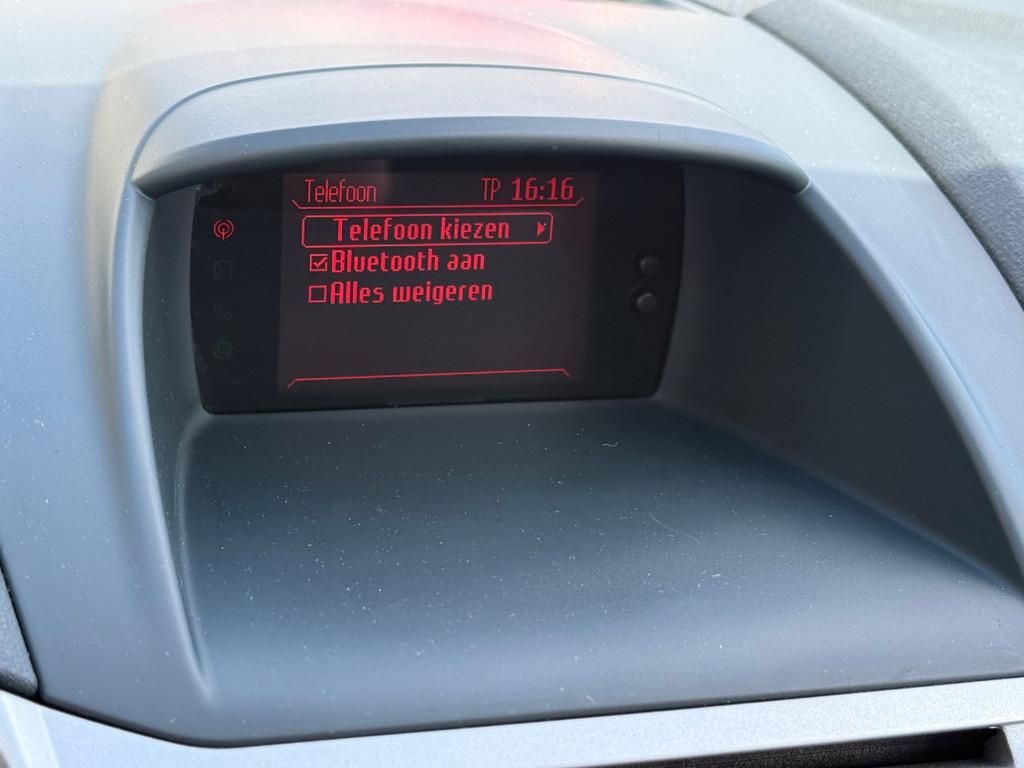 Telefoon TP 16:16
Telefoon kiezen
Bluetooth aan
Alles weigeren